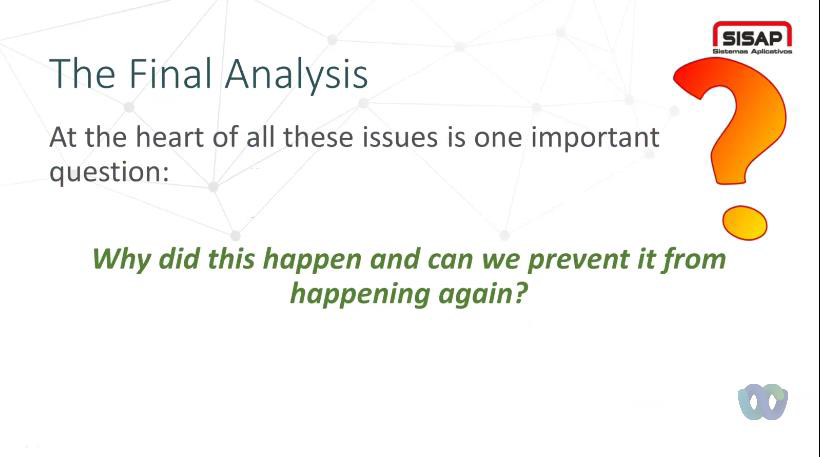 SISAP
Sistemas Aplicativos
The Final Analysis
At the heart of all these issues is one important
question:
Why did this happen and can we prevent it from
happening again?